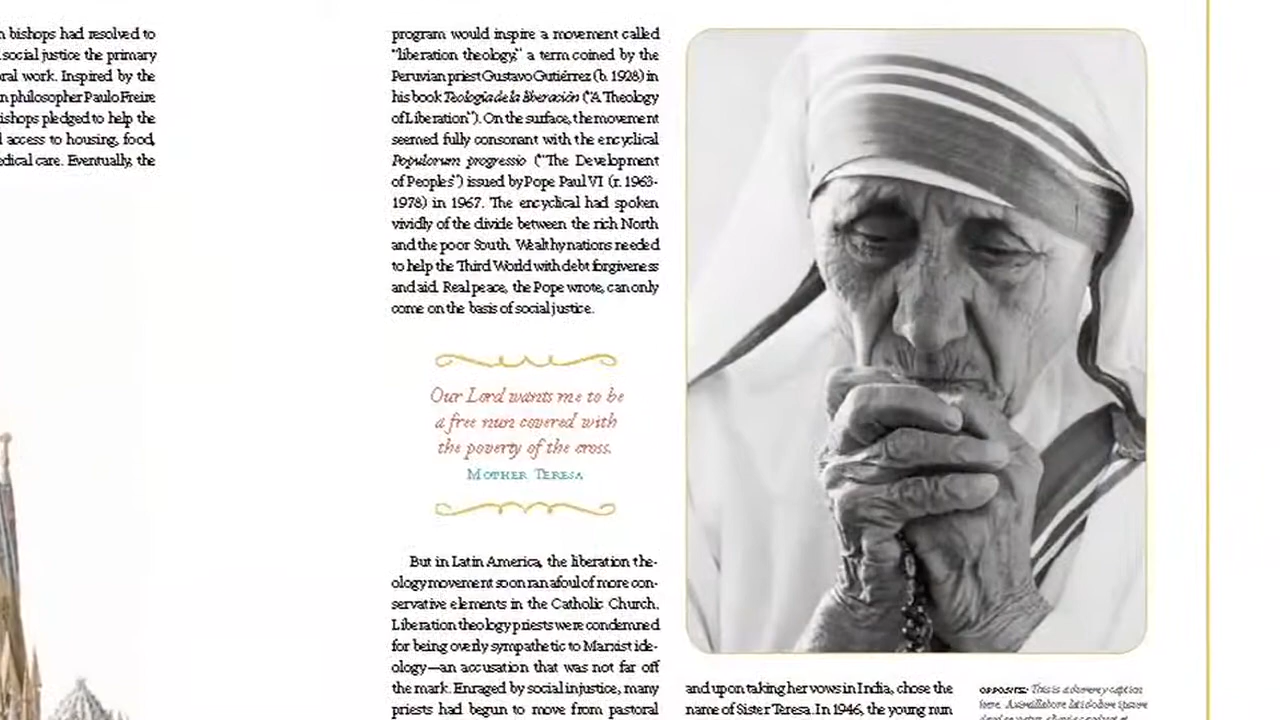 n bishops had resolved to
social justice the primary
oral work. Inspired by the
n philosopher Paulo Freire
ishops pledged to help the
l access to housing, food,
edical care. Eventually, the
program would inspire a movement called
"liberation theology," a term coined by the
Peruvian priest Gustavo Gutiérrez (b. 1928) in
his book Teología de la liberación ("A Theology
of Liberation"). On the surface, the movement
seemed fully consonant with the encyclical
Populorum progressio ("The Development
of Peoples") issued by Pope Paul VI (r. 1963-
1978) in 1967. The encyclical had spoken
vividly of the divide between the rich North
and the poor South. Wealthy nations needed
to help the Third World with debt forgiveness
and aid. Real peace, the Pope wrote, can only
come on the basis of social justice.
Our Lord wants me to be
a free nun covered with
the poverty of the cross.
MOTHER TERESA
But in Latin America, the liberation the-
ology movement soon ran afoul of more con-
servative elements in the Catholic Church.
Liberation theology priests were condemned
for being overly sympathetic to Marxist ide-
ology—an accusation that was not far off
the mark. Enraged by social injustice, many
priests had begun to move from pastoral
and upon taking her vows in India, chose the
name of Sister Teresa. In 1946, the young nun
OPPOSITE: This is a dummy caption
here.